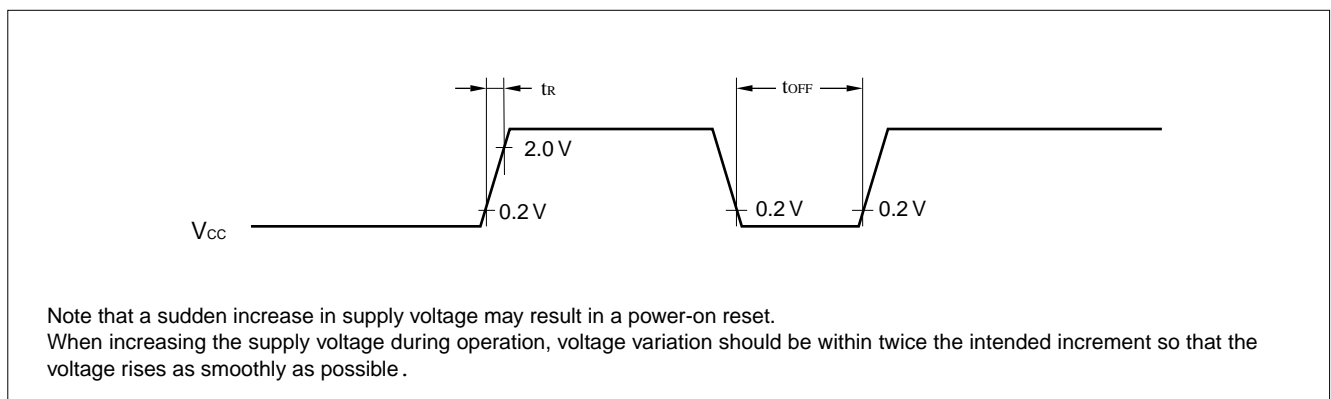 tR
tOFF
2.0 V
0.2 V
0.2 V
0.2 V
VCC
Note that a sudden increase in supply voltage may result in a power-on reset.
When increasing the supply voltage during operation, voltage variation should be within twice the intended increment so that the
voltage rises as smoothly as possible.